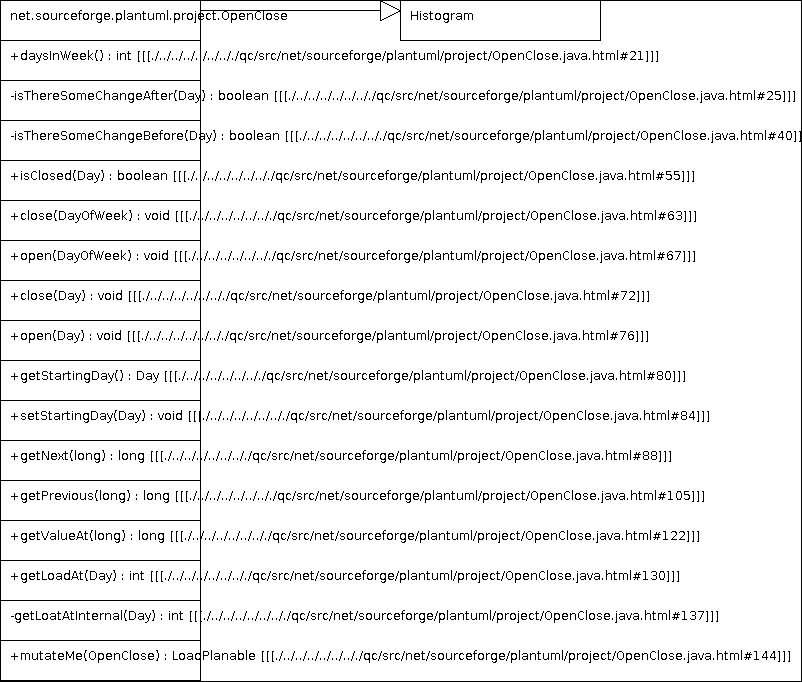 net.sourceforge.plantuml.project.OpenClose
Histogram
+daysInWeek() : int [[[./../../../../../../qc/src/net/sourceforge/plantuml/project/OpenClose.java.html#21]]]
-isThereSomeChangeAfter(Day) : boolean [[[./../../../../../../qc/src/net/sourceforge/plantuml/project/OpenClose.java.html#25]]]
-isThereSomeChangeBefore(Day) : boolean [[[./../../../../../../qc/src/net/sourceforge/plantuml/project/OpenClose.java.html#40]]
+isClosed(Day) : boolean [[[./../../../../../../qc/src/net/sourceforge/plantuml/project/OpenClose.java.html#55]]]
+close(DayOfWeek) : void [[[./../../../../../../qc/src/net/sourceforge/plantuml/project/OpenClose.java.html#63]]]
+open(DayOfWeek) : void [[[./../../../../../../qc/src/net/sourceforge/plantuml/project/OpenClose.java.html#67]]]
+close(Day) : void [[[./../../../../../../qc/src/net/sourceforge/plantuml/project/OpenClose.java.html#72]]]
+open(Day) : void [[[./../../../../../../qc/src/net/sourceforge/plantuml/project/OpenClose.java.html#76]]]
+getStartingDay() : Day [[[./../../../../../../qc/src/net/sourceforge/plantuml/project/OpenClose.java.html#80]]]
+setStartingDay(Day) : void [[[./../../../../../../qc/src/net/sourceforge/plantuml/project/OpenClose.java.html#84]]]
+getNext(long) : long [[[./../../../../../../qc/src/net/sourceforge/plantuml/project/OpenClose.java.html#88]]]
+getPrevious(long) : long [[[./../../../../../../qc/src/net/sourceforge/plantuml/project/OpenClose.java.html#105]]]
+getValueAt(long) : long [[[./../../../../../../qc/src/net/sourceforge/plantuml/project/OpenClose.java.html#122]]]
+getLoadAt(Day) : int [[[./../../../../../../qc/src/net/sourceforge/plantuml/project/OpenClose.java.html#130]]]
-getLoatAtInternal(Day) : int [[[./../../../../../../qc/src/net/sourceforge/plantuml/project/OpenClose.java.html#137]]]
+mutateMe(OpenClose) : LoadPlanable [[[./../../../../../../qc/src/net/sourceforge/plantuml/project/OpenClose.java.html#144]]]